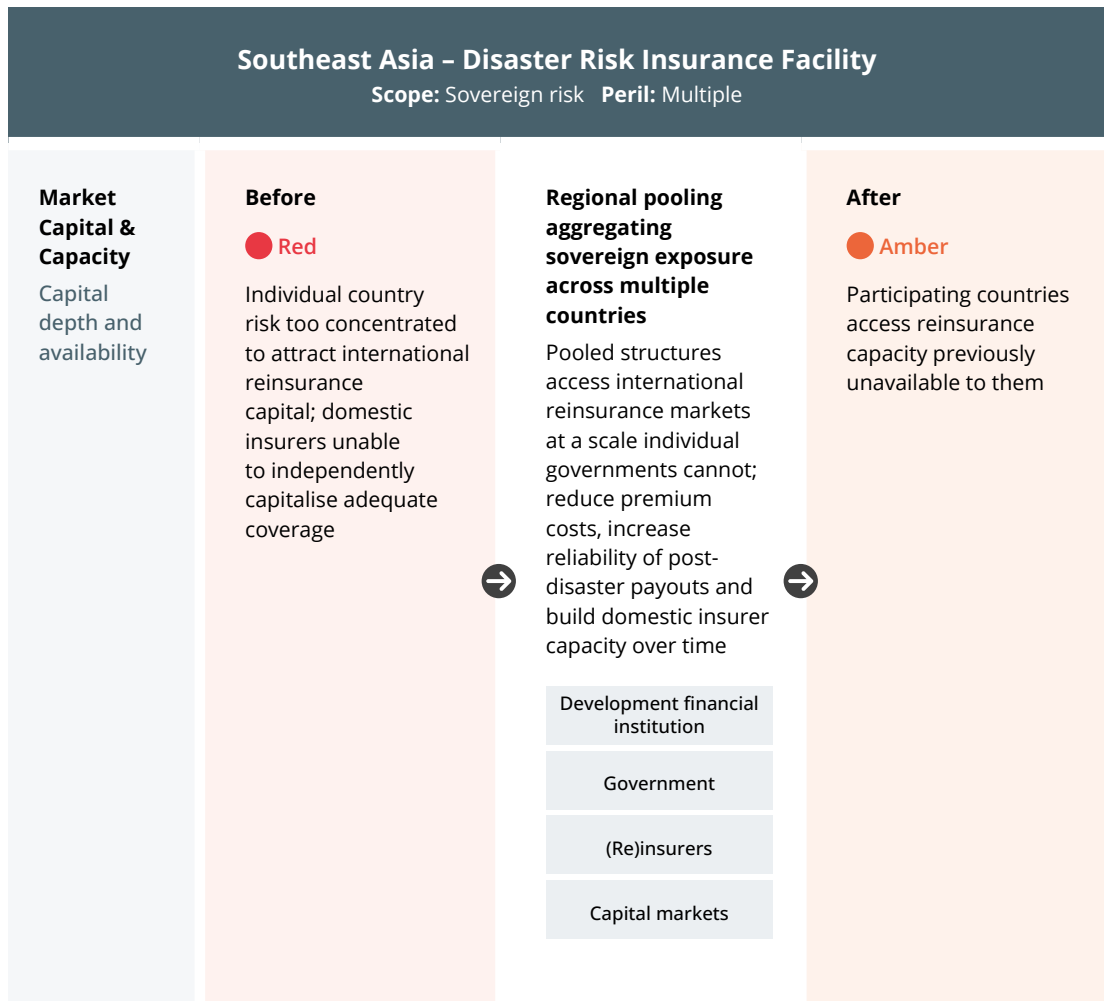 Southeast Asia – Disaster Risk Insurance Facility
Scope: Sovereign risk Peril: Multiple
Market
Capital &
Capacity
Capital
depth and
availability
Before
Red
Individual country
risk too concentrated
to attract international
reinsurance
capital; domestic
insurers unable
to independently
capitalise adequate
coverage
Regional pooling
aggregating
sovereign exposure
across multiple
countries
Pooled structures
access international
reinsurance markets
at a scale individual
governments cannot;
reduce premium
costs, increase
reliability of post-
disaster payouts and
build domestic insurer
capacity over time
Development financial
institution
Government
(Re)insurers
Capital markets
After
Amber
Participating countries
access reinsurance
capacity previously
unavailable to them